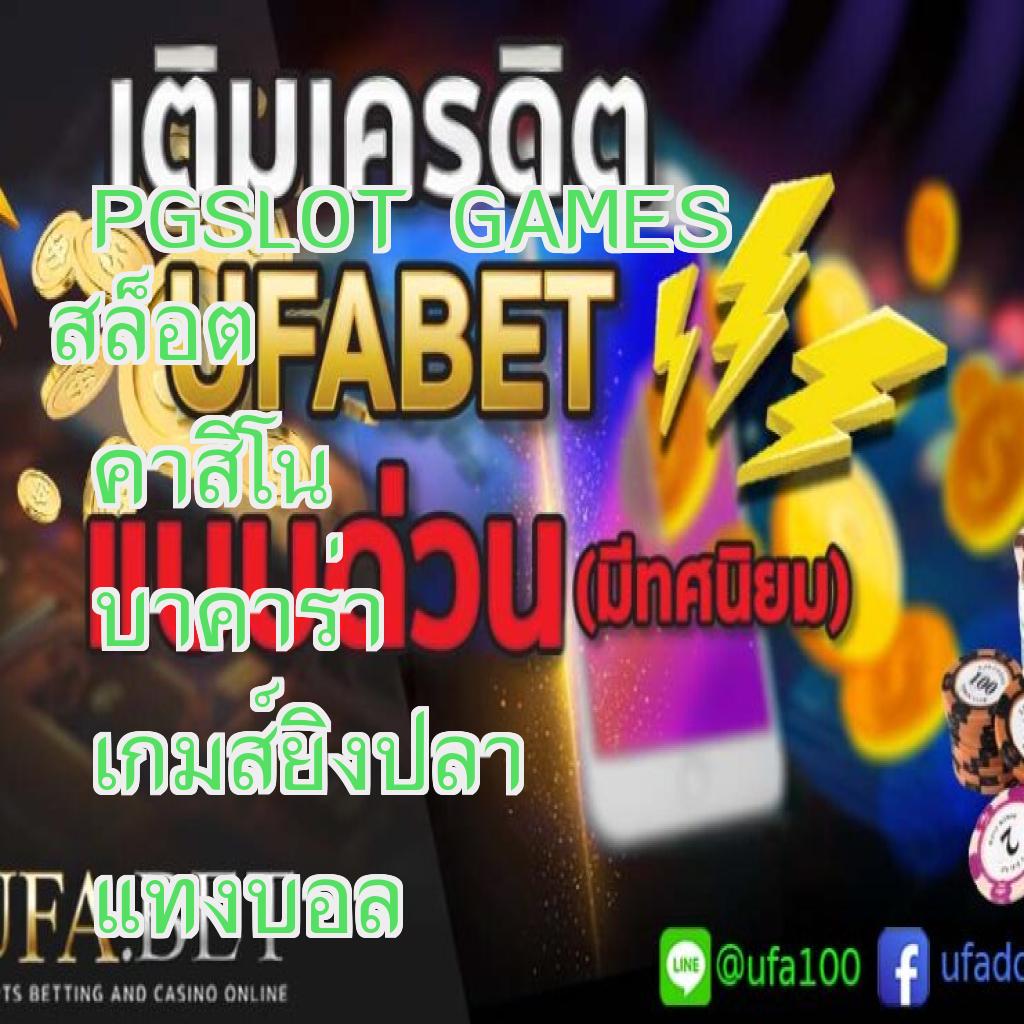 เติมเครดิต
PGSLOT GAMES
UFABET
สล็อต
คาสิโน
แบบด่วน (มีทศนิยม)
บาคาร่า
เกมส์ยิงปลา
แทงบอล
UFA.BET
TS BETTING AND CASINO ONLINE
LINE @ufa100
f ufad
100